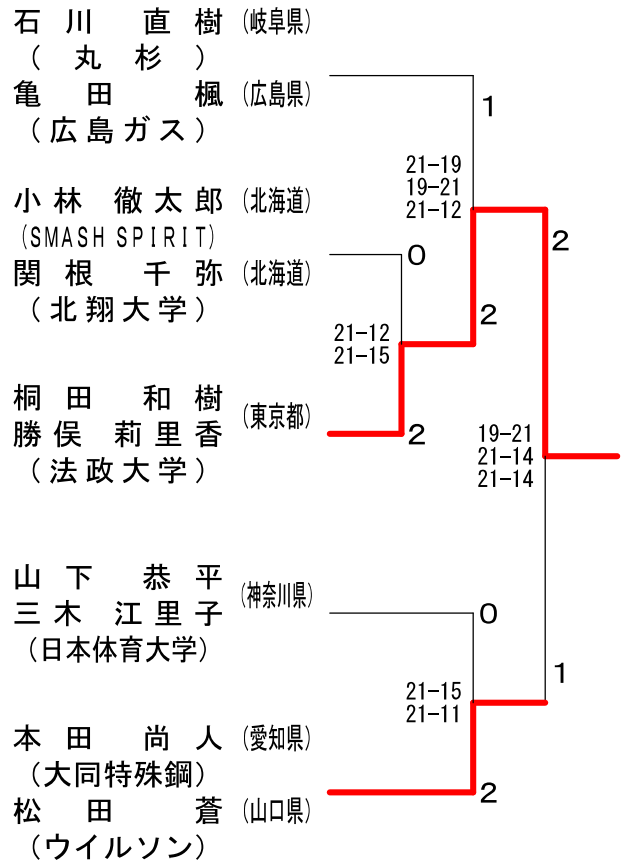 石川 直樹 (岐阜県)
(丸杉)
亀田 楓 (広島県)
(広島ガス)
1
21-19
19-21
21-12
小林 徹太郎 (北海道)
(SMASH SPIRIT)
関根 千弥 (北海道)
(北翔大学)
0
2
2
21-12
21-15
桐田 和樹
勝俣 莉里香
(東京都)
(法政大学)
2
19-21
21-14
21-14
山下 恭平
三木 江里子
(神奈川県)
(日本体育大学)
0
1
21-15
21-11
本田 尚人 (愛知県)
(大同特殊鋼)
松田 蒼 (山口県)
(ウイルソン)
2